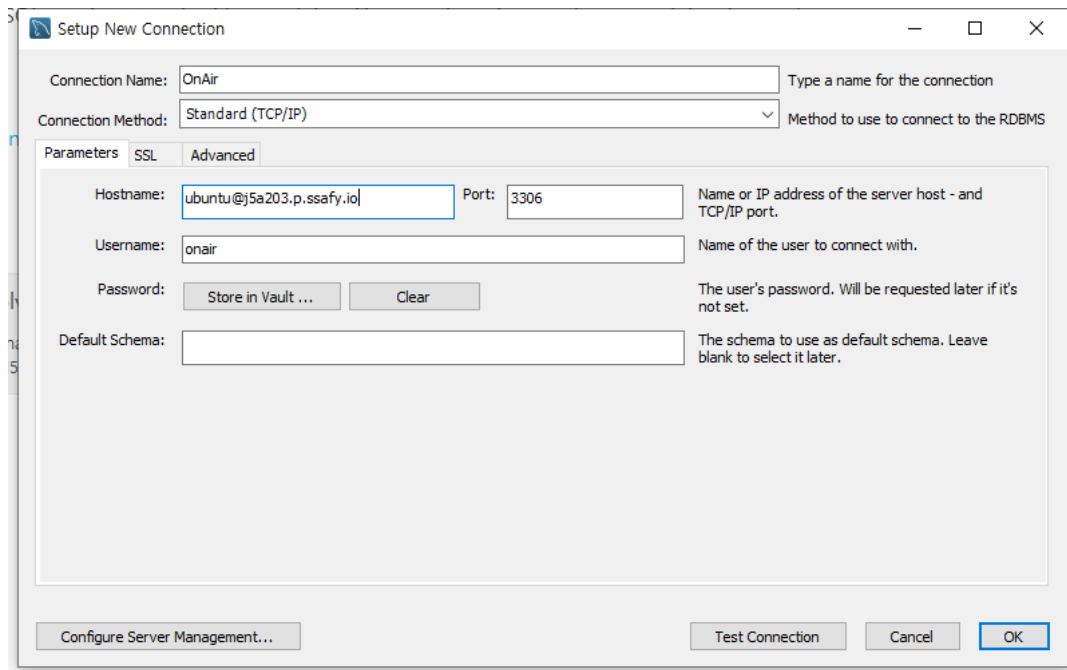 Setup New Connection
Connection Name: OnAir Type a name for the connection
Connection Method: Standard (TCP/IP) Method to use to connect to the RDBMS
Parameters SSL Advanced
Hostname: ubuntu@j5a203.p.ssafy.io Port: 3306 Name or IP address of the server host - and
TCP/IP port.
Username: onair Name of the user to connect with.
Password: Store in Vault ... Clear The user's password. Will be requested later if it's
not set.
Default Schema: The schema to use as default schema. Leave
blank to select it later.
Configure Server Management... Test Connection Cancel OK